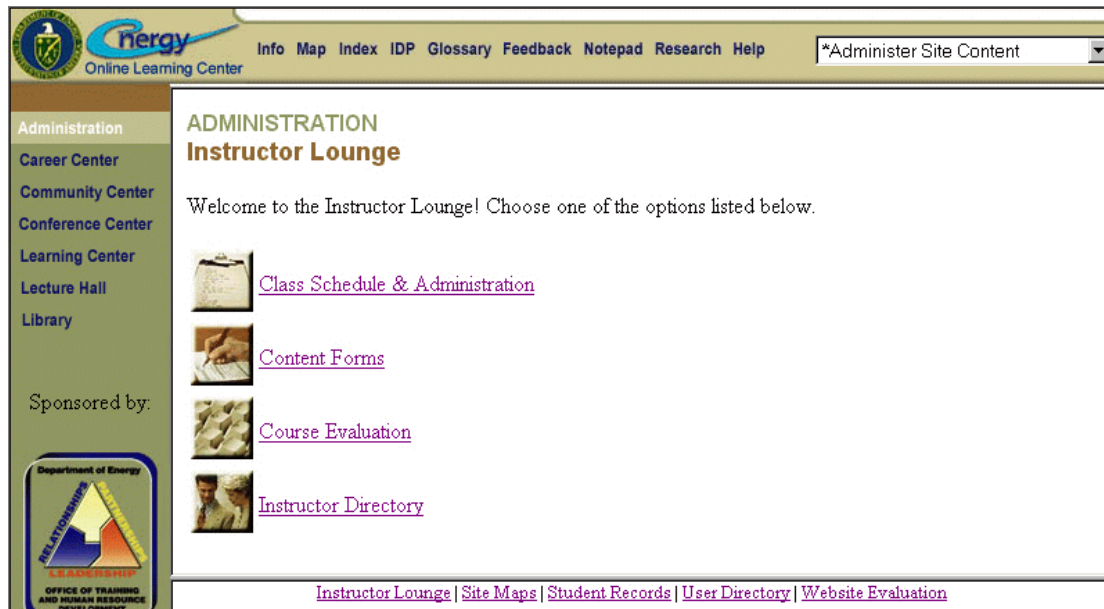 Energy
Online Learning Center
Info Map Index IDP Glossary Feedback Notepad Research Help
*Administer Site Content
Administration
Career Center
Community Center
Conference Center
Learning Center
Lecture Hall
Library
Sponsored by:
Department of Energy
RELATIONSHIPS
PARTNERSHIPS
LEADERSHIP
OFFICE OF TRAINING
AND HUMAN RESOURCE
DEVELOPMENT
ADMINISTRATION
Instructor Lounge
Welcome to the Instructor Lounge! Choose one of the options listed below.
Class Schedule & Administration
Content Forms
Course Evaluation
Instructor Directory
Instructor Lounge | Site Maps | Student Records | User Directory | Website Evaluation